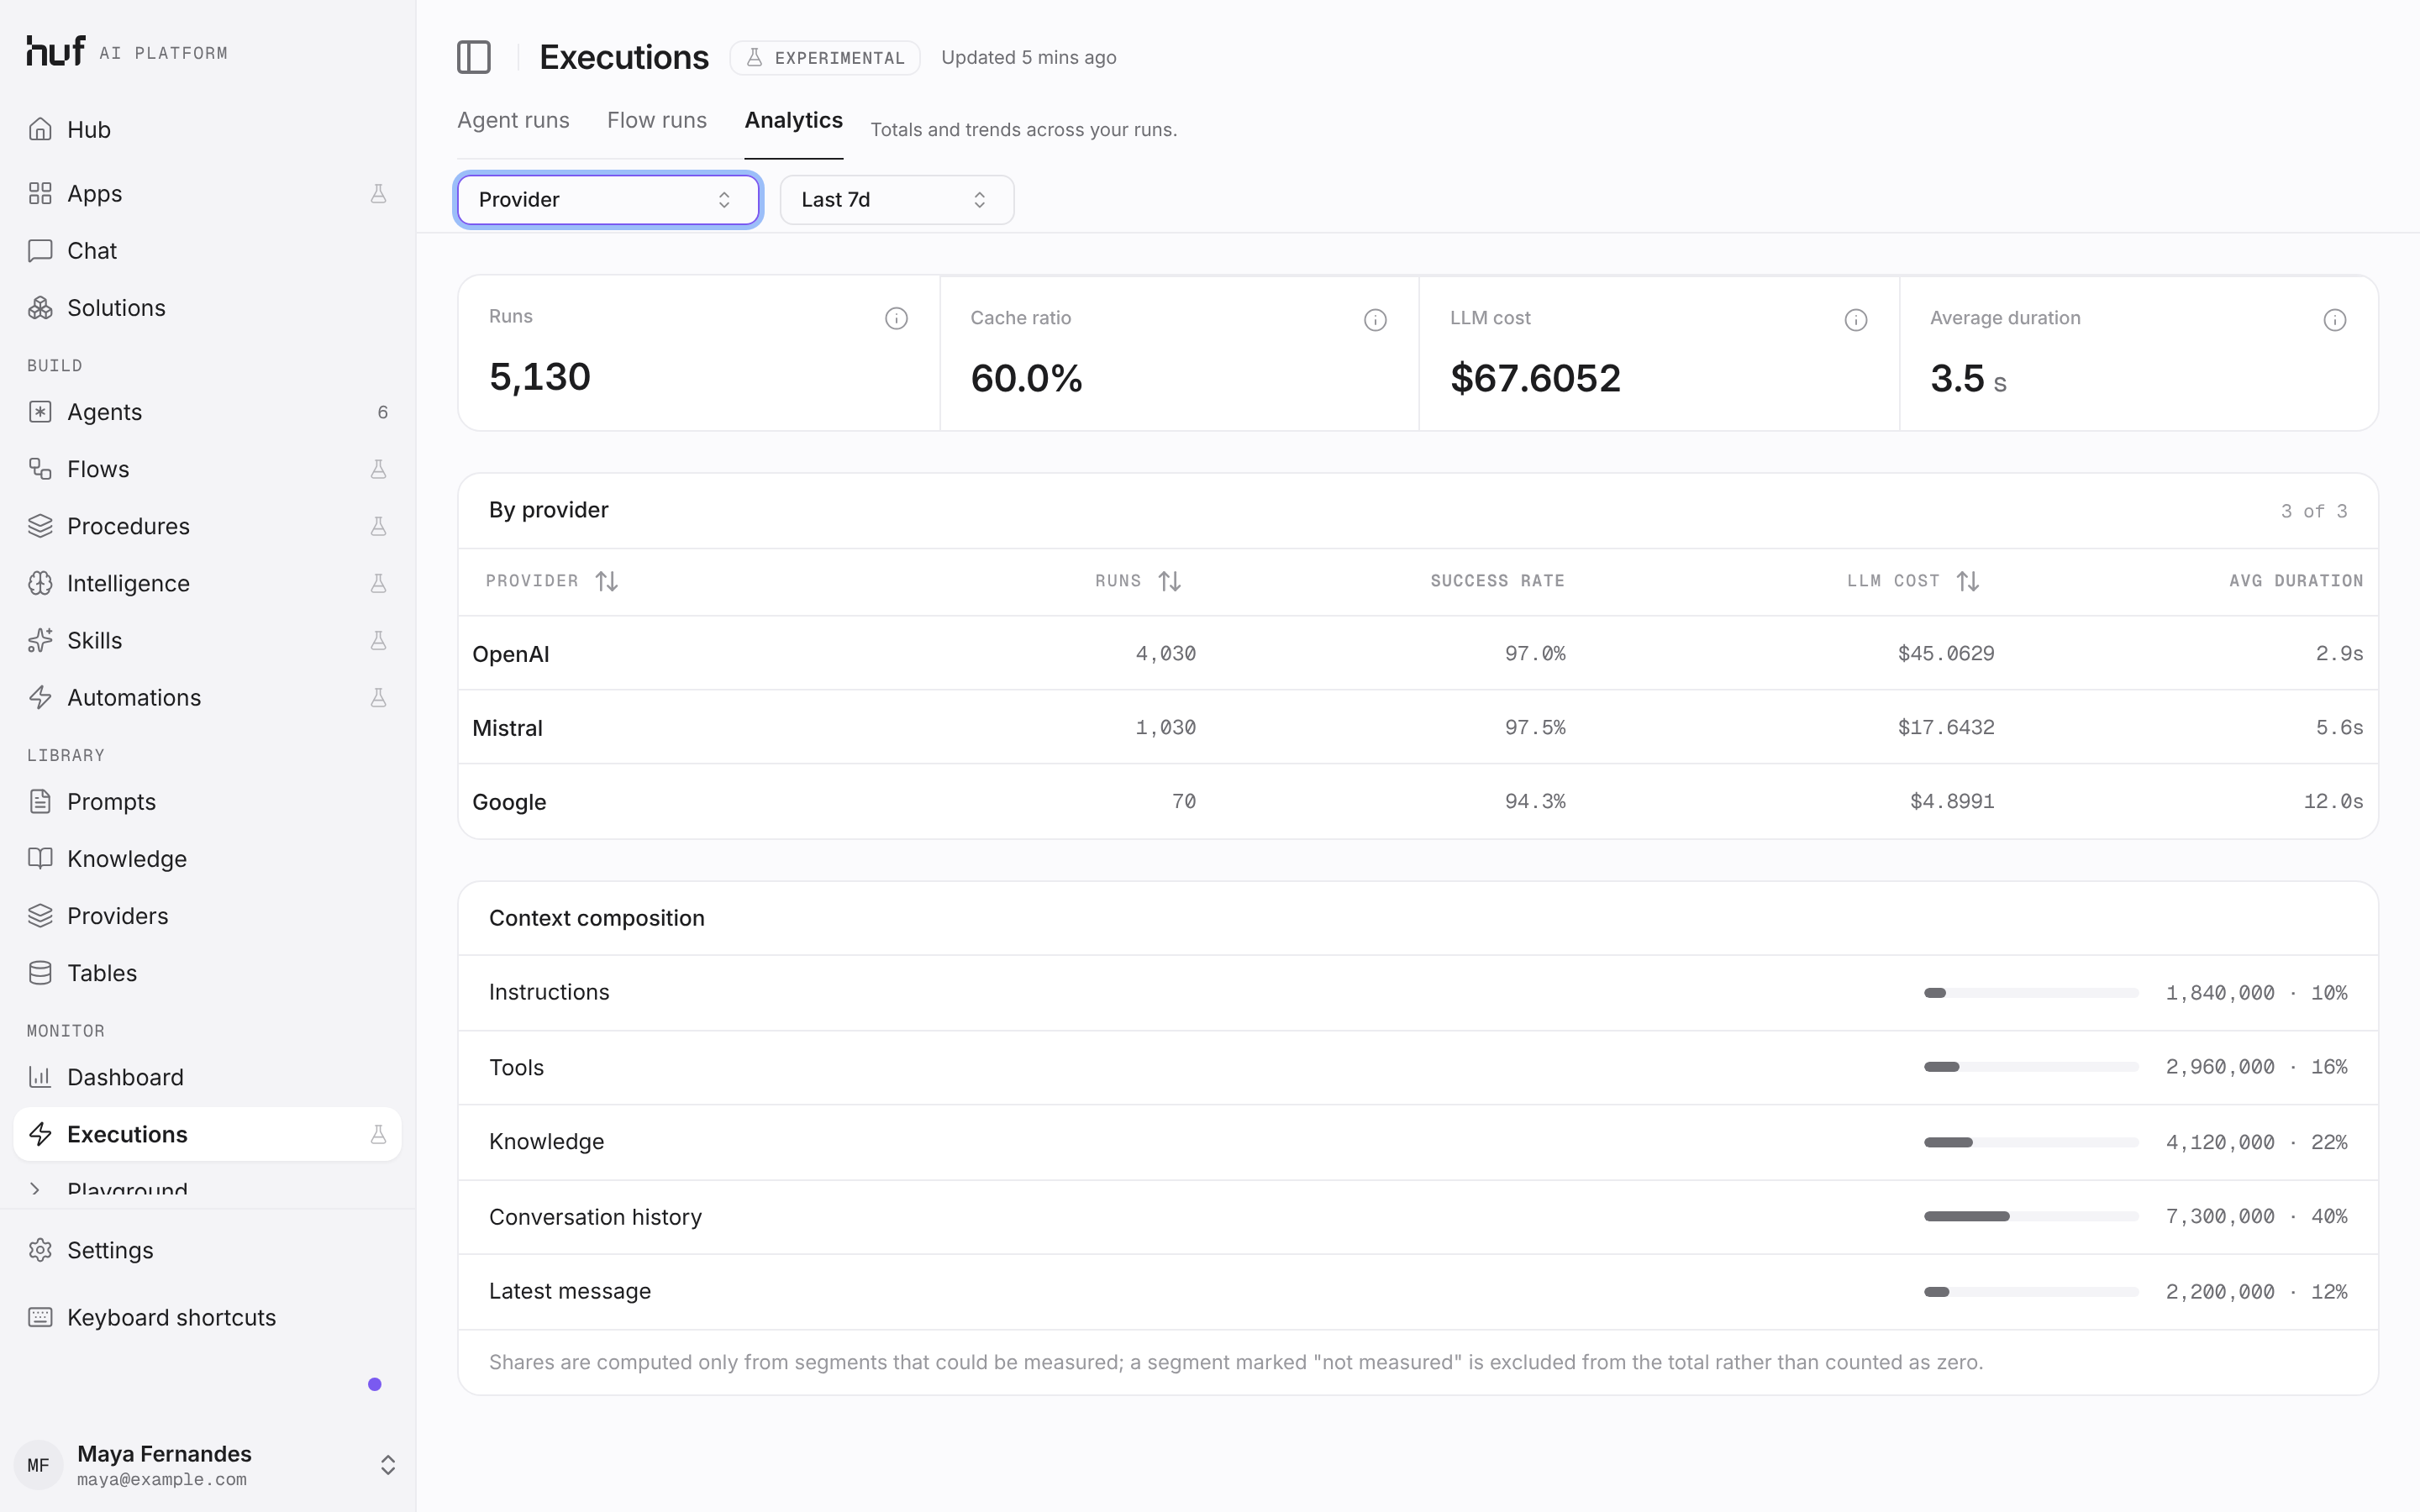 huf AI PLATFORM
Hub
Apps
Chat
Solutions
BUILD
Agents 6
Flows
Procedures
Intelligence
Skills
Automations
LIBRARY
Prompts
Knowledge
Providers
Tables
MONITOR
Dashboard
Executions
Playground
Settings
Keyboard shortcuts
MF Maya Fernandes
maya@example.com
Executions EXPERIMENTAL Updated 5 mins ago
Agent runs Flow runs Analytics Totals and trends across your runs.
Provider Last 7d
Runs Cache ratio LLM cost Average duration
5,130 60.0% $67.6052 3.5 s
By provider 3 of 3
PROVIDER RUNS SUCCESS RATE LLM COST AVG DURATION
OpenAI 4,030 97.0% $45.0629 2.9s
Mistral 1,030 97.5% $17.6432 5.6s
Google 70 94.3% $4.8991 12.0s
Context composition
Instructions 1,840,000 · 10%
Tools 2,960,000 · 16%
Knowledge 4,120,000 · 22%
Conversation history 7,300,000 · 40%
Latest message 2,200,000 · 12%
Shares are computed only from segments that could be measured; a segment marked "not measured" is excluded from the total rather than counted as zero.